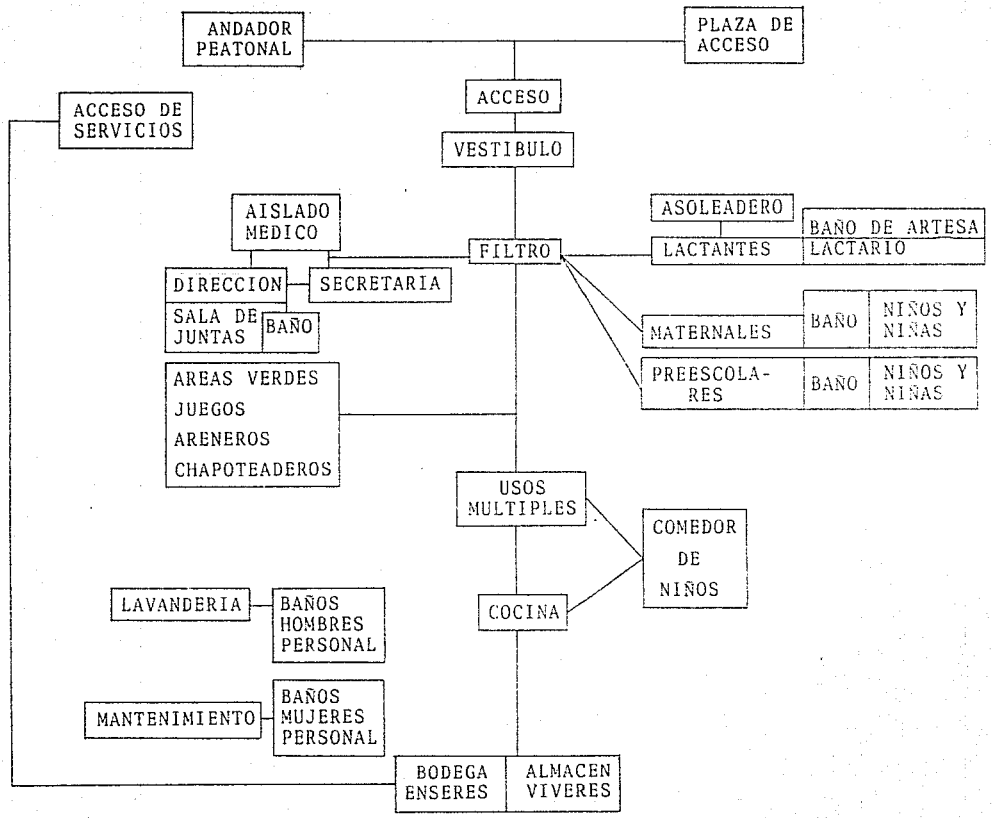 ANDADOR
PEATONAL
PLAZA DE
ACCESO
ACCESO
ACCESO DE
SERVICIOS
VESTIBULO
AISLADO
MEDICO
FILTRO
ASOLEADERO
BAÑO DE ARTESA
LACTANTES
LACTARIO
DIRECCION
SECRETARIA
SALA DE
JUNTAS
BAÑO
MATERNALES
BAÑO
NIÑOS Y
NIÑAS
PREESCOLA-
RES
BAÑO
NIÑOS Y
NIÑAS
AREAS VERDES
JUEGOS
ARENEROS
CHAPOTEADEROS
USOS
MULTIPLES
COMEDOR
DE
NIÑOS
COCINA
LAVANDERIA
BAÑOS
HOMBRES
PERSONAL
MANTENIMIENTO
BAÑOS
MUJERES
PERSONAL
BODEGA
ENSERES
ALMACEN
VIVERES